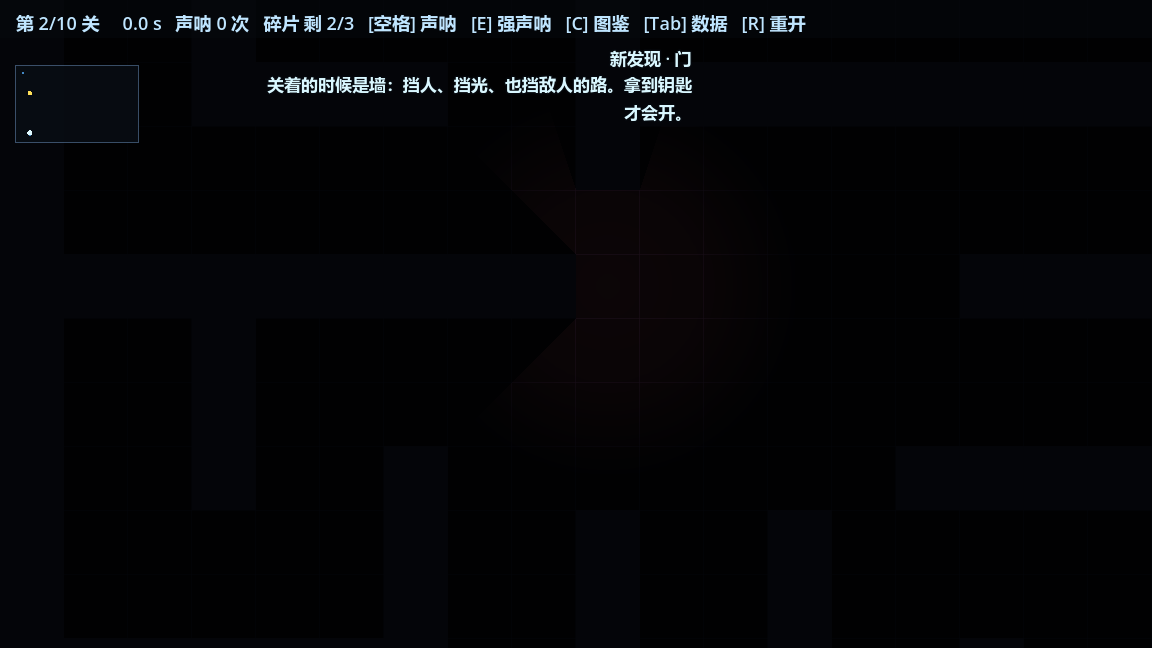 第 2/10 关 0.0 s 声呐 0 次 碎片 剩 2/3 [空格] 声呐 [E] 强声呐 [C] 图鉴 [Tab] 数据 [R] 重开
新发现 · 门
关着的时候是墙：挡人、挡光、也挡敌人的路。拿到钥匙
才会开。